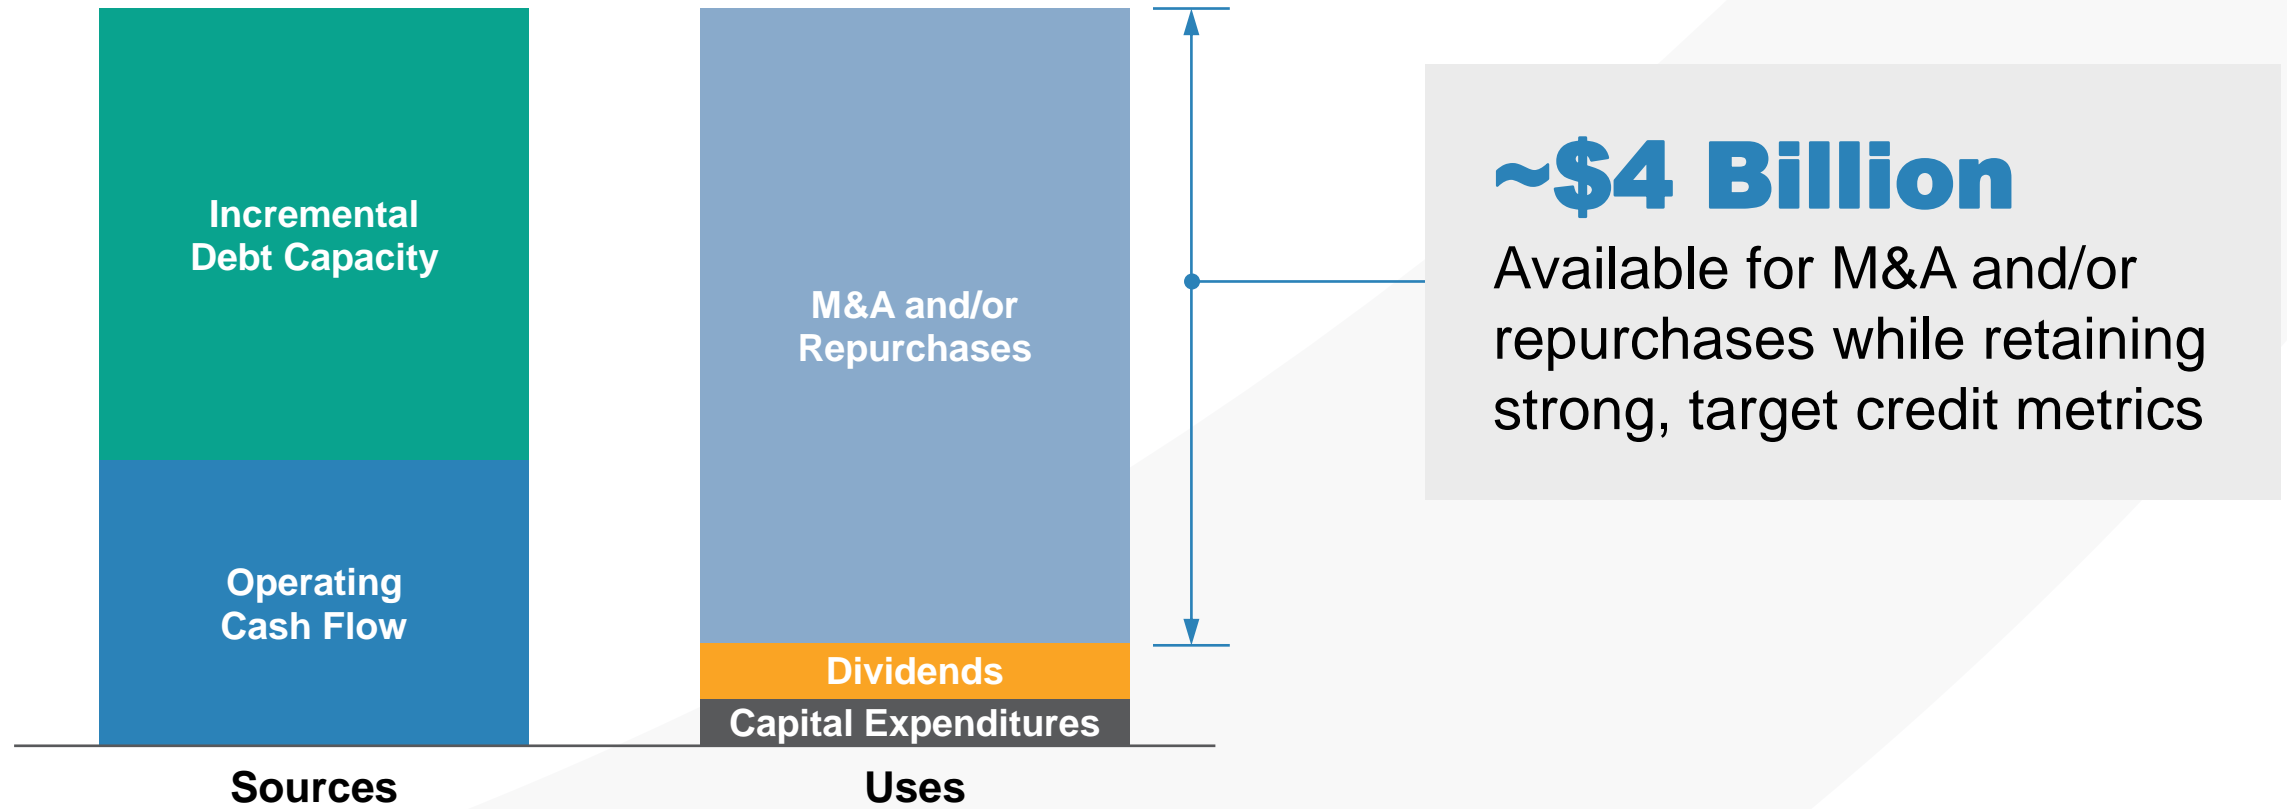 Incremental
Debt Capacity
Operating
Cash Flow
Sources
M&A and/or
Repurchases
Dividends
Capital Expenditures
Uses
~$4 Billion
Available for M&A and/or
repurchases while retaining
strong, target credit metrics